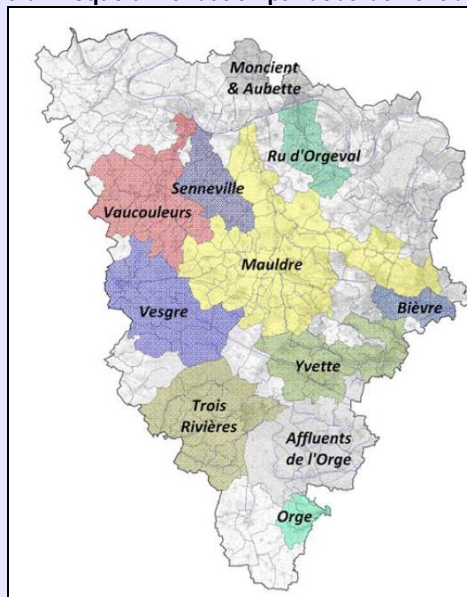 Moncient
& Aubette
Ru d'Orgeval
Senneville
Vaucouleurs
Mauldre
Vesgre
Bièvre
Yvette
Trois
Rivières
Affluents
de l'Orge
Orge